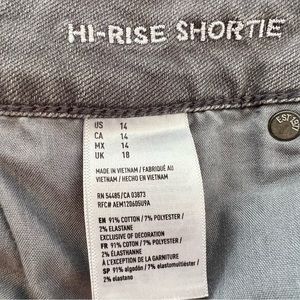 HI-RISE SHORTIE
US 14
CA 14
MX 14
UK 18
MADE IN VIETNAM / FABRIQUÉ AU
VIETNAM / HECHO EN VIETNAM
RN 54485/CA 03873
RFC# AEM120605U9A
EN 91% COTTON / 7% POLYESTER /
2% ELASTANE
EXCLUSIVE OF DECORATION
FR 91% COTON / 7% POLYESTER /
2% ÉLASTHANNE
À L'EXCEPTION DE LA GARNITURE
SP 91% algodón / 7% elastomultiéster /
2% elastano